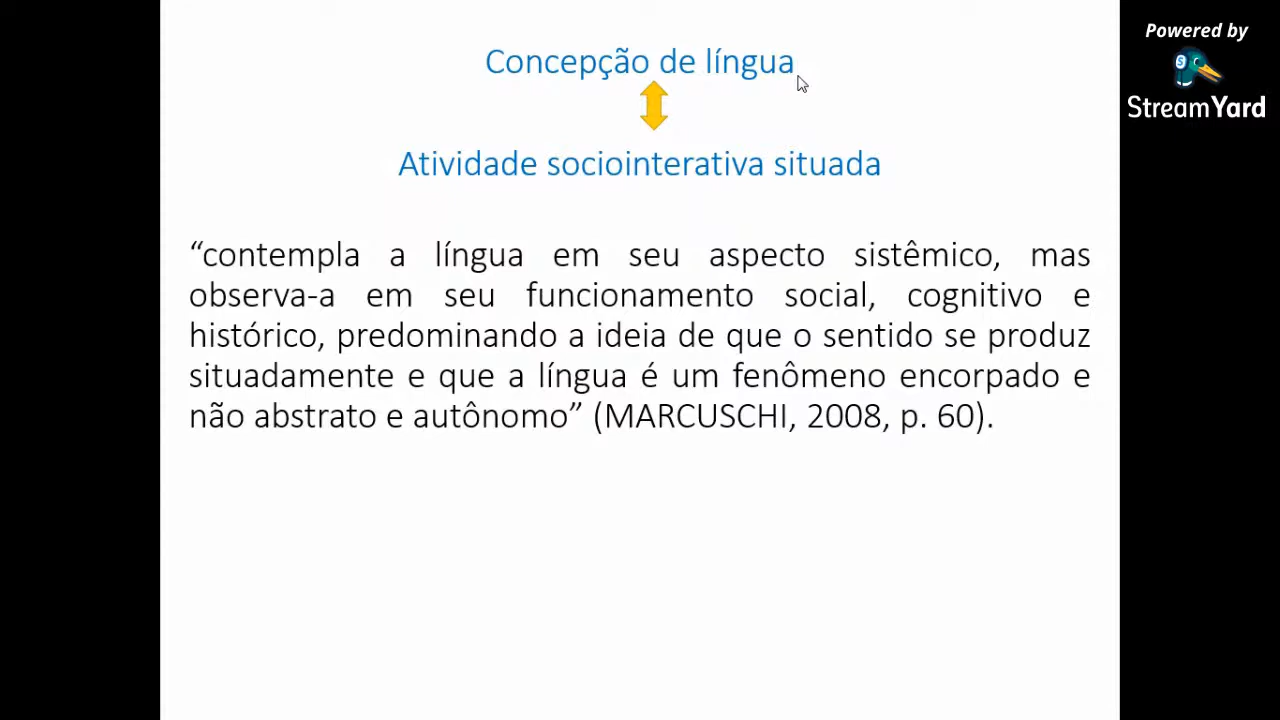 Concepção de língua
Atividade sociointerativa situada
“contempla a língua em seu aspecto sistêmico, mas
observa-a em seu funcionamento social, cognitivo e
histórico, predominando a ideia de que o sentido se produz
situadamente e que a língua é um fenômeno encorpado e
não abstrato e autônomo” (MARCUSCHI, 2008, p. 60).
Powered by
S
StreamYard